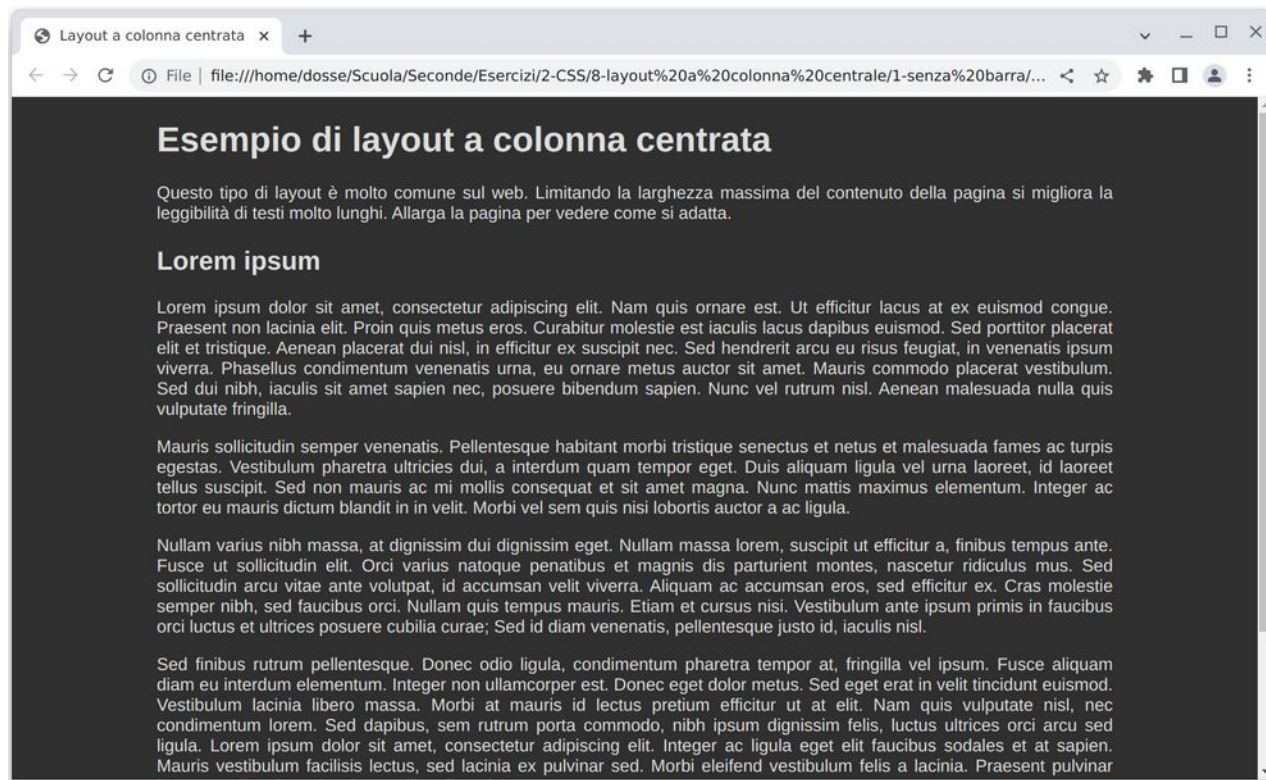 Layout a colonna centrata
File | file:///home/dosse/Scuola/Seconde/Esercizi/2-CSS/8-layout%20a%20colonna%20centrale/1-senza%20barra/...
Esempio di layout a colonna centrata
Questo tipo di layout è molto comune sul web. Limitando la larghezza massima del contenuto della pagina si migliora la
leggibilità di testi molto lunghi. Allarga la pagina per vedere come si adatta.
Lorem ipsum
Lorem ipsum dolor sit amet, consectetur adipiscing elit. Nam quis ornare est. Ut efficitur lacus at ex euismod congue.
Praesent non lacinia elit. Proin quis metus eros. Curabitur molestie est iaculis lacus dapibus euismod. Sed porttitor placerat
elit et tristique. Aenean placerat dui nisl, in efficitur ex suscipit nec. Sed hendrerit arcu eu risus feugiat, in venenatis ipsum
viverra. Phasellus condimentum venenatis urna, eu ornare metus auctor sit amet. Mauris commodo placerat vestibulum.
Sed dui nibh, iaculis sit amet sapien nec, posuere bibendum sapien. Nunc vel rutrum nisl. Aenean malesuada nulla quis
vulputate fringilla.
Mauris sollicitudin semper venenatis. Pellentesque habitant morbi tristique senectus et netus et malesuada fames ac turpis
egestas. Vestibulum pharetra ultricies dui, a interdum quam tempor eget. Duis aliquam ligula vel urna laoreet, id laoreet
tellus suscipit. Sed non mauris ac mi mollis consequat et sit amet magna. Nunc mattis maximus elementum. Integer ac
tortor eu mauris dictum blandit in in velit. Morbi vel sem quis nisi lobortis auctor a ac ligula.
Nullam varius nibh massa, at dignissim dui dignissim eget. Nullam massa lorem, suscipit ut efficitur a, finibus tempus ante.
Fusce ut sollicitudin elit. Orci varius natoque penatibus et magnis dis parturient montes, nascetur ridiculus mus. Sed
sollicitudin arcu vitae ante volutpat, id accumsan velit viverra. Aliquam ac accumsan eros, sed efficitur ex. Cras molestie
semper nibh, sed faucibus orci. Nullam quis tempus mauris. Etiam et cursus nisi. Vestibulum ante ipsum primis in faucibus
orci luctus et ultrices posuere cubilia curae; Sed id diam venenatis, pellentesque justo id, iaculis nisl.
Sed finibus rutrum pellentesque. Donec odio ligula, condimentum pharetra tempor at, fringilla vel ipsum. Fusce aliquam
diam eu interdum elementum. Integer non ullamcorper est. Donec eget dolor metus. Sed eget erat in velit tincidunt euismod.
Vestibulum lacinia libero massa. Morbi at mauris id lectus pretium efficitur ut at elit. Nam quis vulputate nisl, nec
condimentum lorem. Sed dapibus, sem rutrum porta commodo, nibh ipsum dignissim felis, luctus ultrices orci arcu sed
ligula. Lorem ipsum dolor sit amet, consectetur adipiscing elit. Integer ac ligula eget elit faucibus sodales et at sapien.
Mauris vestibulum facilisis lectus, sed lacinia ex pulvinar sed. Morbi eleifend vestibulum felis a lacinia. Praesent pulvinar